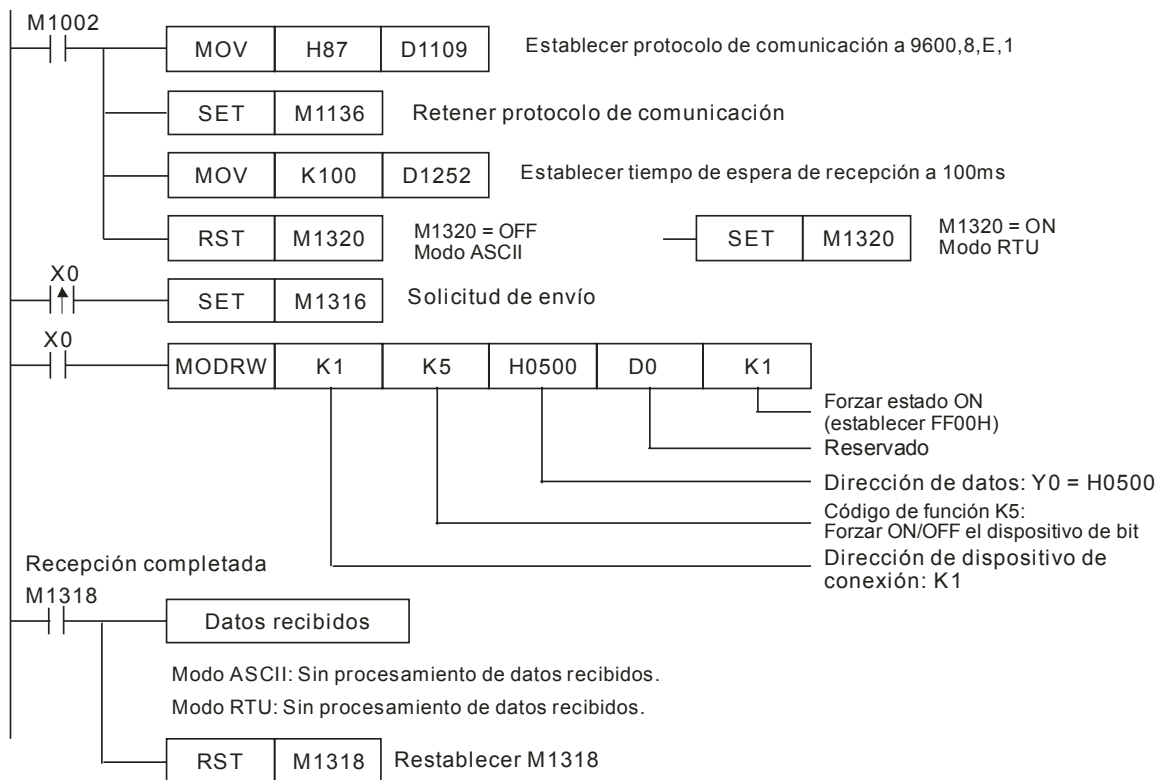 M1002
MOV H87 D1109 Establecer protocolo de comunicación a 9600,8,E,1
SET M1136 Retener protocolo de comunicación
MOV K100 D1252 Establecer tiempo de espera de recepción a 100ms
RST M1320 M1320 = OFF
Modo ASCII
SET M1320 M1320 = ON
Modo RTU
X0
SET M1316 Solicitud de envío
X0
MODRW K1 K5 H0500 D0 K1
Forzar estado ON
(establecer FF00H)
Reservado
Dirección de datos: Y0 = H0500
Código de función K5:
Forzar ON/OFF el dispositivo de bit
Dirección de dispositivo de
conexión: K1
Recepción completada
M1318
Datos recibidos
Modo ASCII: Sin procesamiento de datos recibidos.
Modo RTU: Sin procesamiento de datos recibidos.
RST M1318 Restablecer M1318